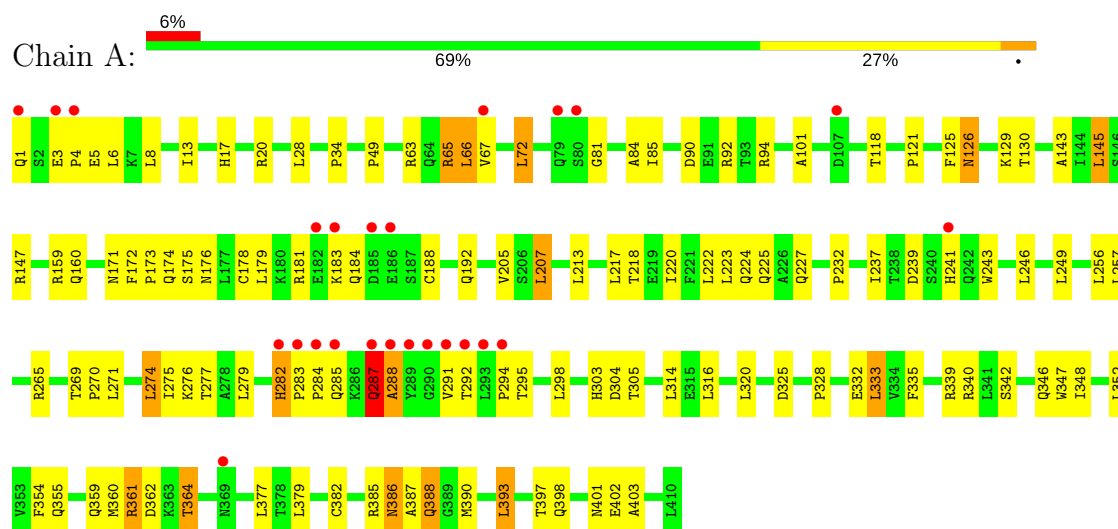 6%
Chain A:
69% 27% •
Q1 S2 E3 P4 E5 L6 K7 L8 I13 H17 R20 L28 P34 P49 R63 Q64 R65 L66 V67 L72 Q79 S80 G81 A84 I85 D90 E91 R92 T93 R94 A101 D107 T118 P121 F125 N126 K129 T130 A143 I144 L145 S146
R147 R159 Q160 N171 F172 P173 Q174 S175 N176 L177 C178 L179 K180 R181 E182 K183 Q184 D185 E186 S187 C188 Q192 V205 S206 L207 L213 L217 T218 E219 I220 F221 L222 L223 Q224 Q225 A226 Q227 P232 I237 T238 D239 S240 H241 Q242 W243 L246 L249 L256 L257
R265 T269 P270 L271 L274 I275 K276 T277 A278 L279 H282 P283 P284 Q285 K286 Q287 A288 Y289 G290 V291 T292 L293 P294 T295 L298 H303 D304 T305 L314 E315 L316 L320 D325 P328 E332 L333 V334 F335 R339 R340 L341 S342 Q346 W347 I348 L352
V353 F354 Q355 Q359 M360 R361 D362 K363 T364 N369 L377 T378 L379 C382 R385 N386 A387 Q388 G389 M390 L393 T397 Q398 N401 E402 A403 L410